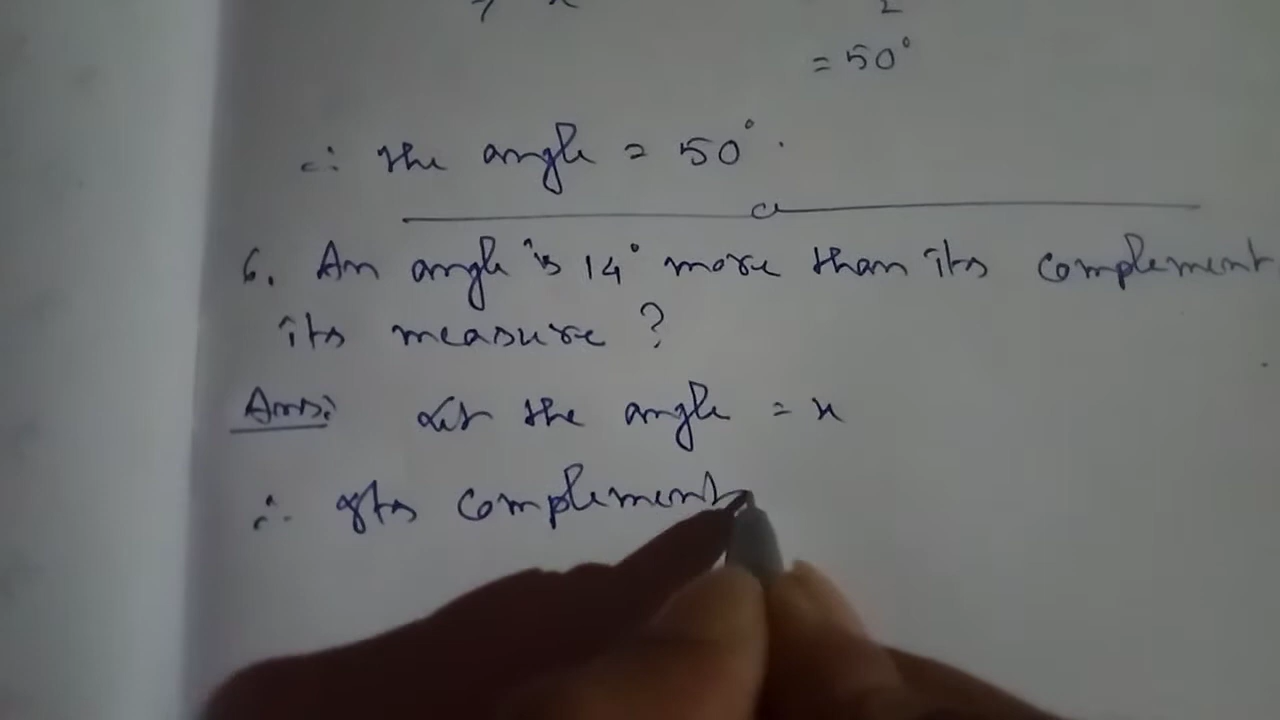 = 50°
∴ the angle = 50°.
6. An angle is 14° more than its complement
its measure ?
Ans: Let the angle = x
∴ Its complement